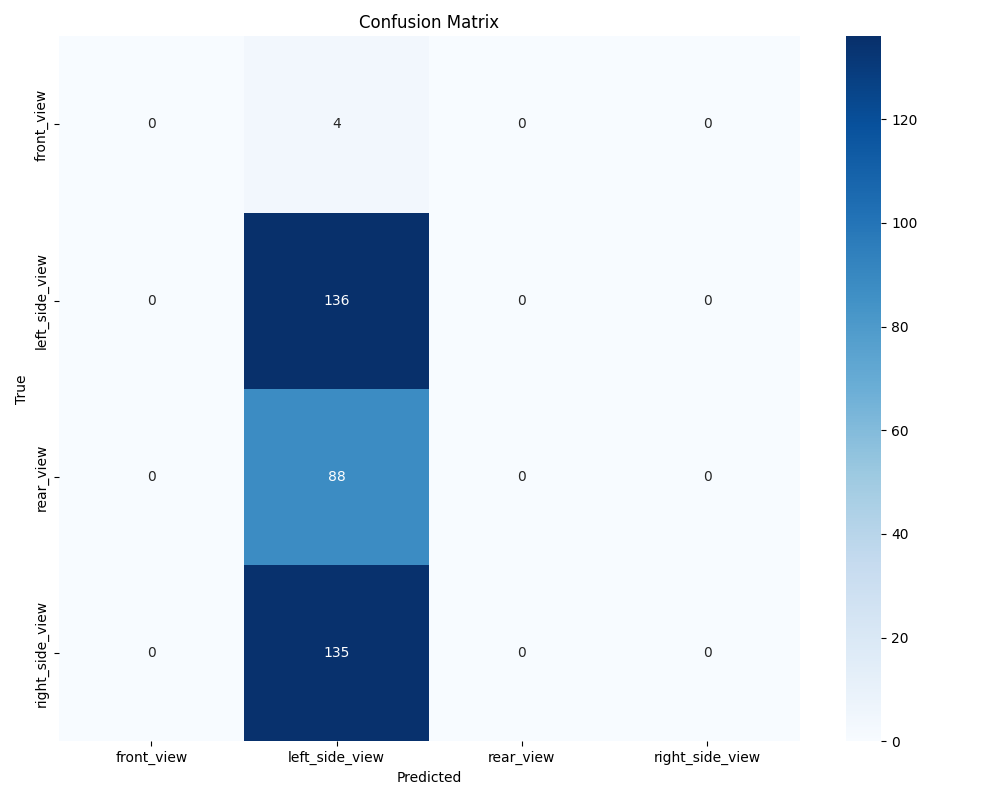 Confusion Matrix
front_view
0 4 0 0
left_side_view
0 136 0 0
rear_view
0 88 0 0
right_side_view
0 135 0 0
True
front_view left_side_view rear_view right_side_view
Predicted
120
100
80
60
40
20
0